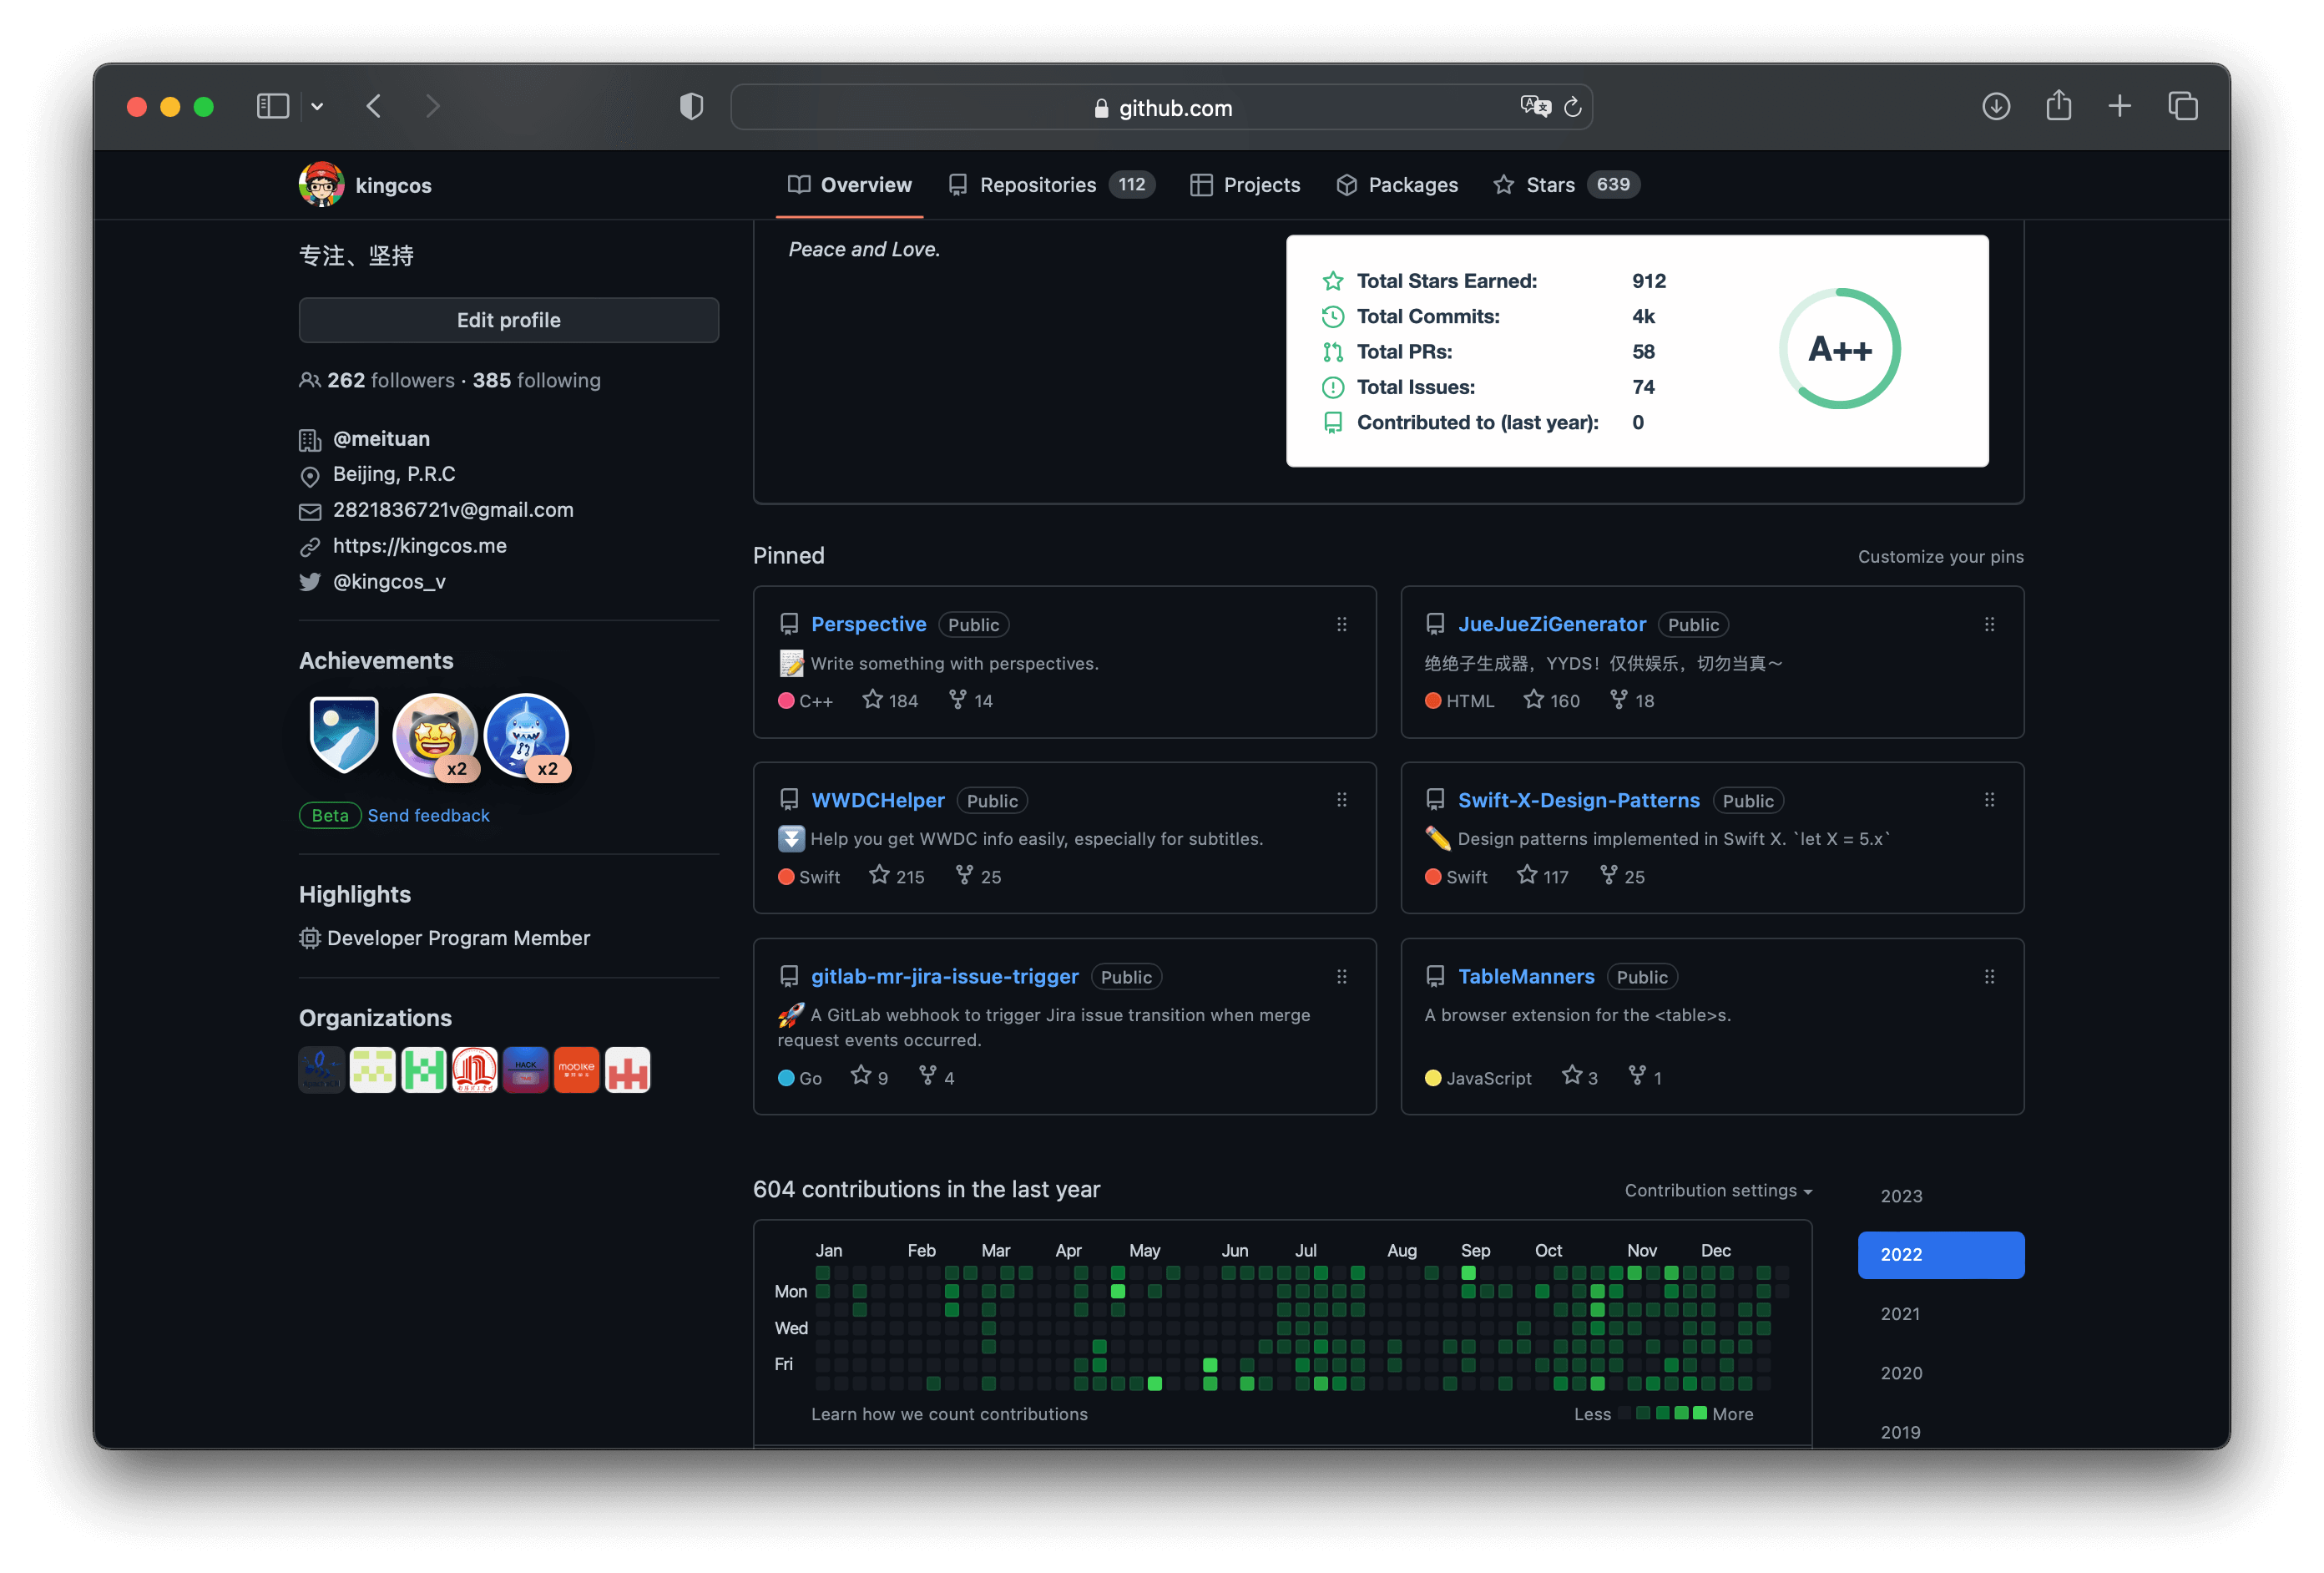 github.com
kingcos
Overview
Repositories 112
Projects
Packages
Stars 639
专注、坚持
Edit profile
262 followers · 385 following
@meituan
Beijing, P.R.C
2821836721v@gmail.com
https://kingcos.me
@kingcos_v
Achievements
x2
x2
Beta Send feedback
Highlights
Developer Program Member
Organizations
HACK
mobike
Peace and Love.
Total Stars Earned: 912
Total Commits: 4k
Total PRs: 58
Total Issues: 74
Contributed to (last year): 0
A++
Pinned
Customize your pins
Perspective Public
Write something with perspectives.
C++ 184 14
JueJueZiGenerator Public
绝绝子生成器，YYDS！仅供娱乐，切勿当真～
HTML 160 18
WWDCHelper Public
Help you get WWDC info easily, especially for subtitles.
Swift 215 25
Swift-X-Design-Patterns Public
Design patterns implemented in Swift X. `let X = 5.x`
Swift 117 25
gitlab-mr-jira-issue-trigger Public
A GitLab webhook to trigger Jira issue transition when merge
request events occurred.
Go 9 4
TableManners Public
A browser extension for the <table>s.
JavaScript 3 1
604 contributions in the last year
Contribution settings
Jan Feb Mar Apr May Jun Jul Aug Sep Oct Nov Dec
Mon
Wed
Fri
Learn how we count contributions
Less More
2023
2022
2021
2020
2019